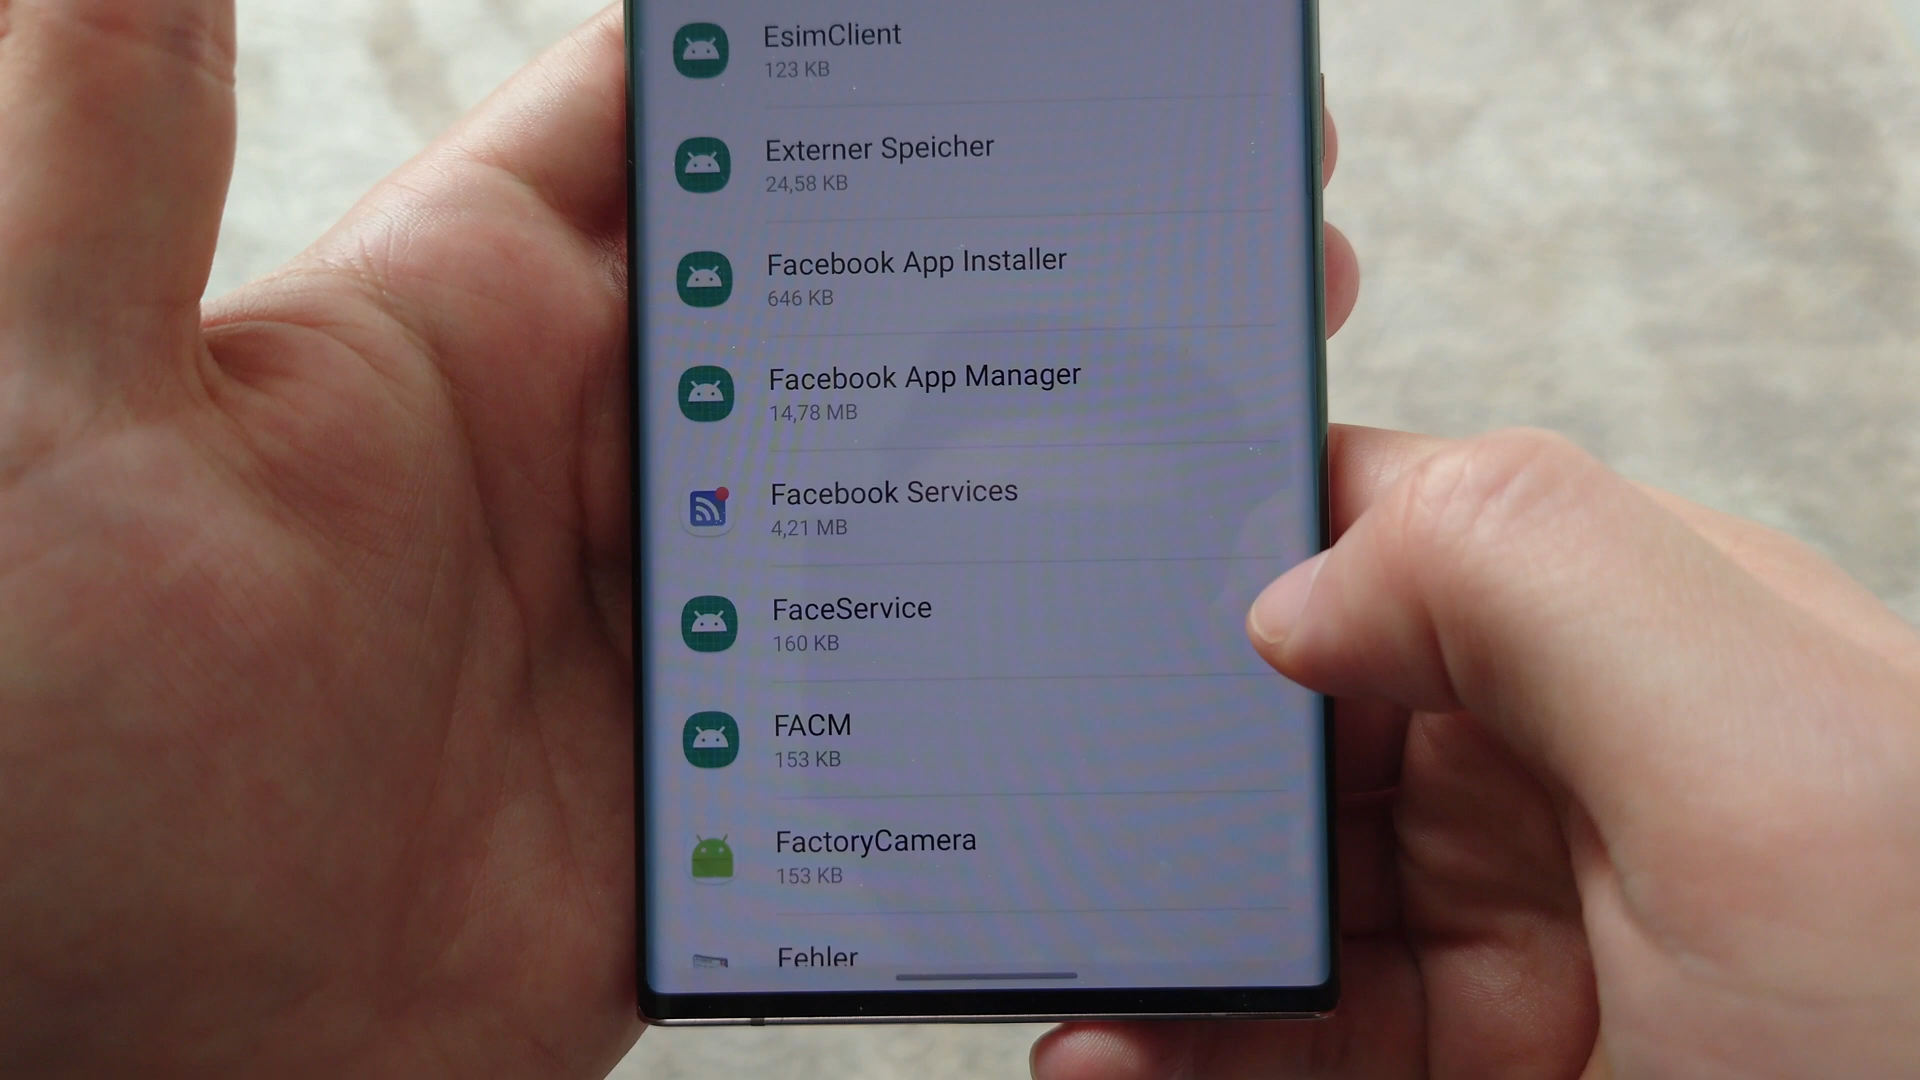 EsimClient
123 KB
Externer Speicher
24,58 KB
Facebook App Installer
646 KB
Facebook App Manager
14,78 MB
Facebook Services
4,21 MB
FaceService
160 KB
FACM
153 KB
FactoryCamera
153 KB
Fehler